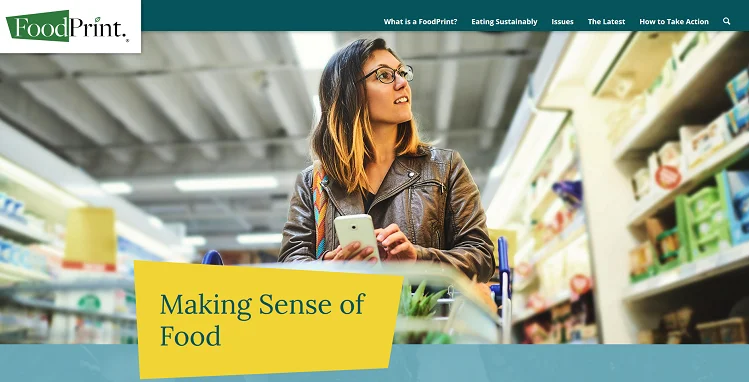 FoodPrint.®
What is a FoodPrint?
Eating Sustainably
Issues
The Latest
How to Take Action
Making Sense of
Food